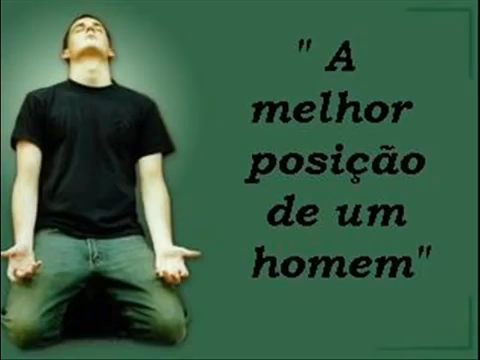 " A
melhor
posição
de um
homem"